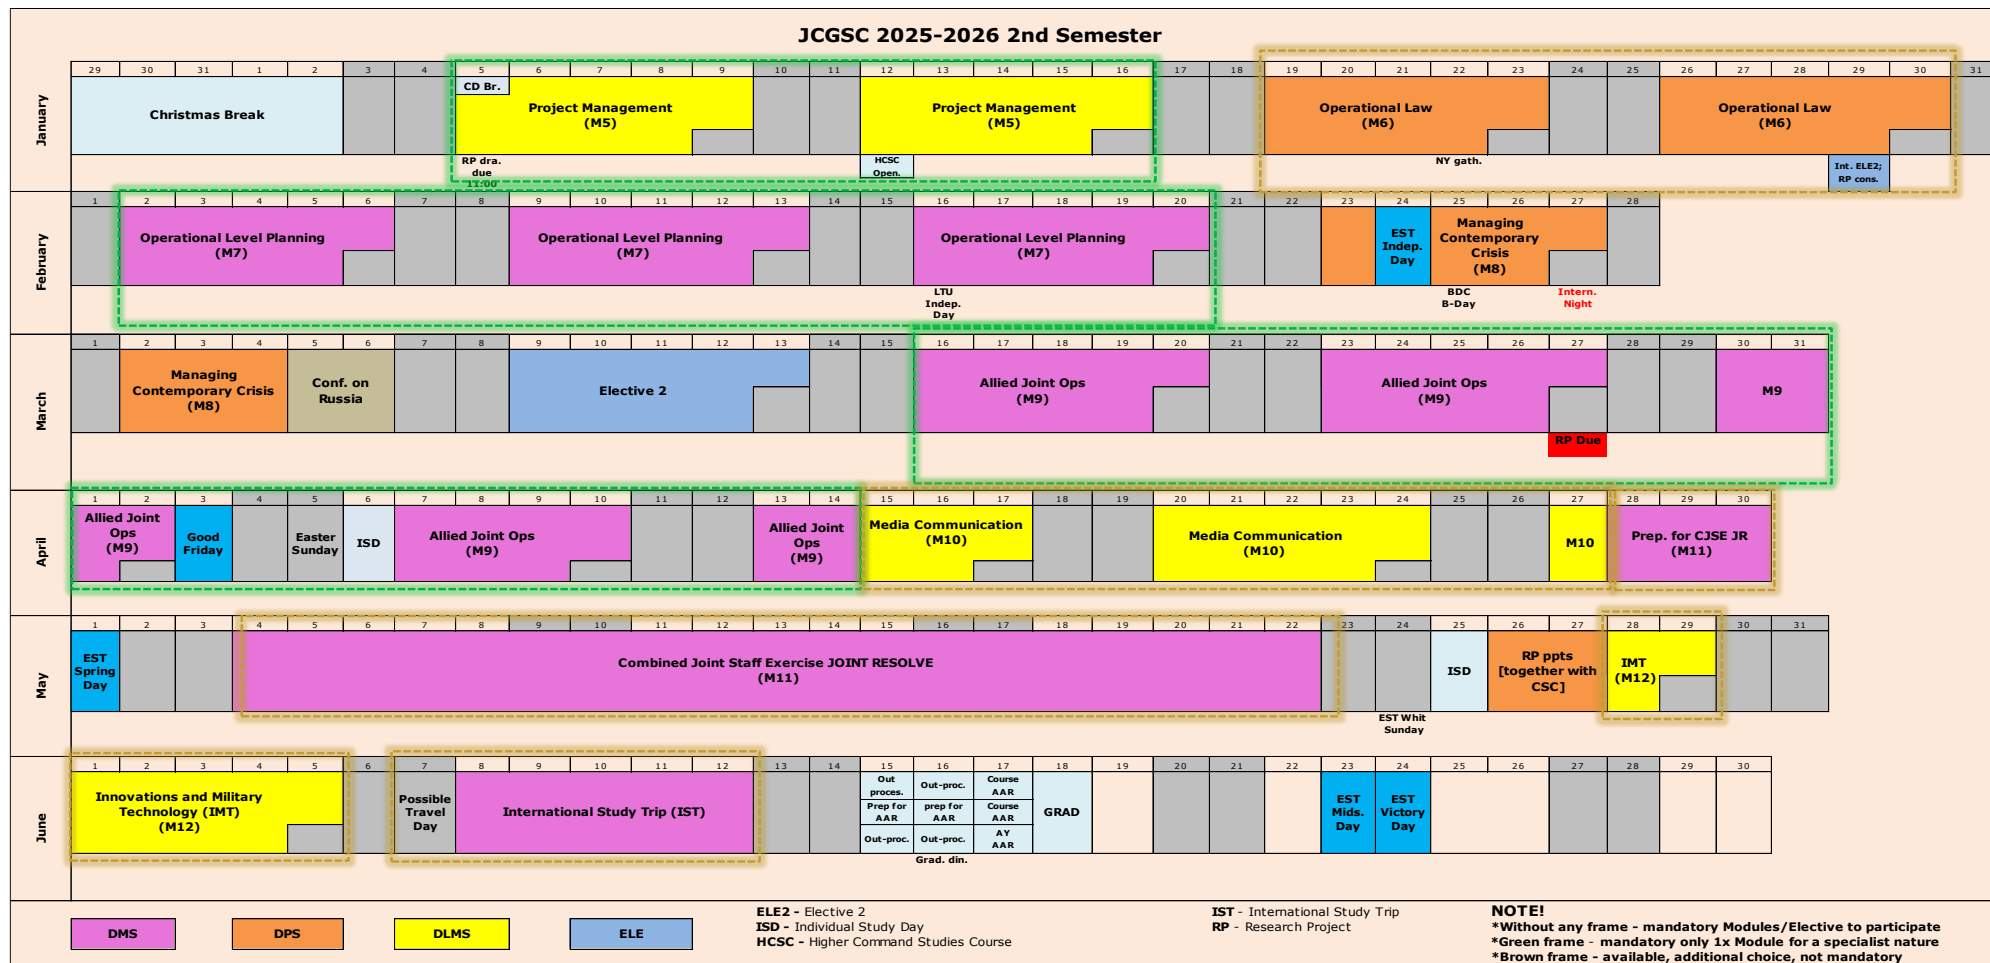 JCGSC 2025-2026 2nd Semester
January
29 30 31 1 2 3 4 5 6 7 8 9 10 11 12 13 14 15 16 17 18 19 20 21 22 23 24 25 26 27 28 29 30 31
Christmas Break
CD Br.
Project Management
(M5)
Project Management
(M5)
Operational Law
(M6)
Operational Law
(M6)
RP dra.
due
11:00
HCSC
Open.
NY gath.
Int. ELE2;
RP cons.
February
1 2 3 4 5 6 7 8 9 10 11 12 13 14 15 16 17 18 19 20 21 22 23 24 25 26 27 28
Operational Level Planning
(M7)
Operational Level Planning
(M7)
Operational Level Planning
(M7)
EST
Indep.
Day
Managing
Contemporary
Crisis
(M8)
LTU
Indep.
Day
BDC
B-Day
Intern.
Night
March
1 2 3 4 5 6 7 8 9 10 11 12 13 14 15 16 17 18 19 20 21 22 23 24 25 26 27 28 29 30 31
Managing
Contemporary Crisis
(M8)
Conf. on
Russia
Elective 2
Allied Joint Ops
(M9)
Allied Joint Ops
(M9)
M9
RP Due
April
1 2 3 4 5 6 7 8 9 10 11 12 13 14 15 16 17 18 19 20 21 22 23 24 25 26 27 28 29 30
Allied Joint
Ops
(M9)
Good
Friday
Easter
Sunday
ISD
Allied Joint Ops
(M9)
Allied Joint
Ops
(M9)
Media Communication
(M10)
Media Communication
(M10)
M10
Prep. for CJSE JR
(M11)
May
1 2 3 4 5 6 7 8 9 10 11 12 13 14 15 16 17 18 19 20 21 22 23 24 25 26 27 28 29 30 31
EST
Spring
Day
Combined Joint Staff Exercise JOINT RESOLVE
(M11)
ISD
RP ppts
[together with
CSC]
IMT
(M12)
EST Whit
Sunday
June
1 2 3 4 5 6 7 8 9 10 11 12 13 14 15 16 17 18 19 20 21 22 23 24 25 26 27 28 29 30
Innovations and Military
Technology (IMT)
(M12)
Possible
Travel
Day
International Study Trip (IST)
Out
proces.
Prep for
AAR
Out-proc.
Out-proc.
prep for
AAR
Out-proc.
Course
AAR
Course
AAR
AY
AAR
GRAD
EST
Mids.
Day
EST
Victory
Day
Grad. din.
DMS
DPS
DLMS
ELE
ELE2 - Elective 2
ISD - Individual Study Day
HCSC - Higher Command Studies Course
IST - International Study Trip
RP - Research Project
NOTE!
*Without any frame - mandatory Modules/Elective to participate
*Green frame - mandatory only 1x Module for a specialist nature
*Brown frame - available, additional choice, not mandatory